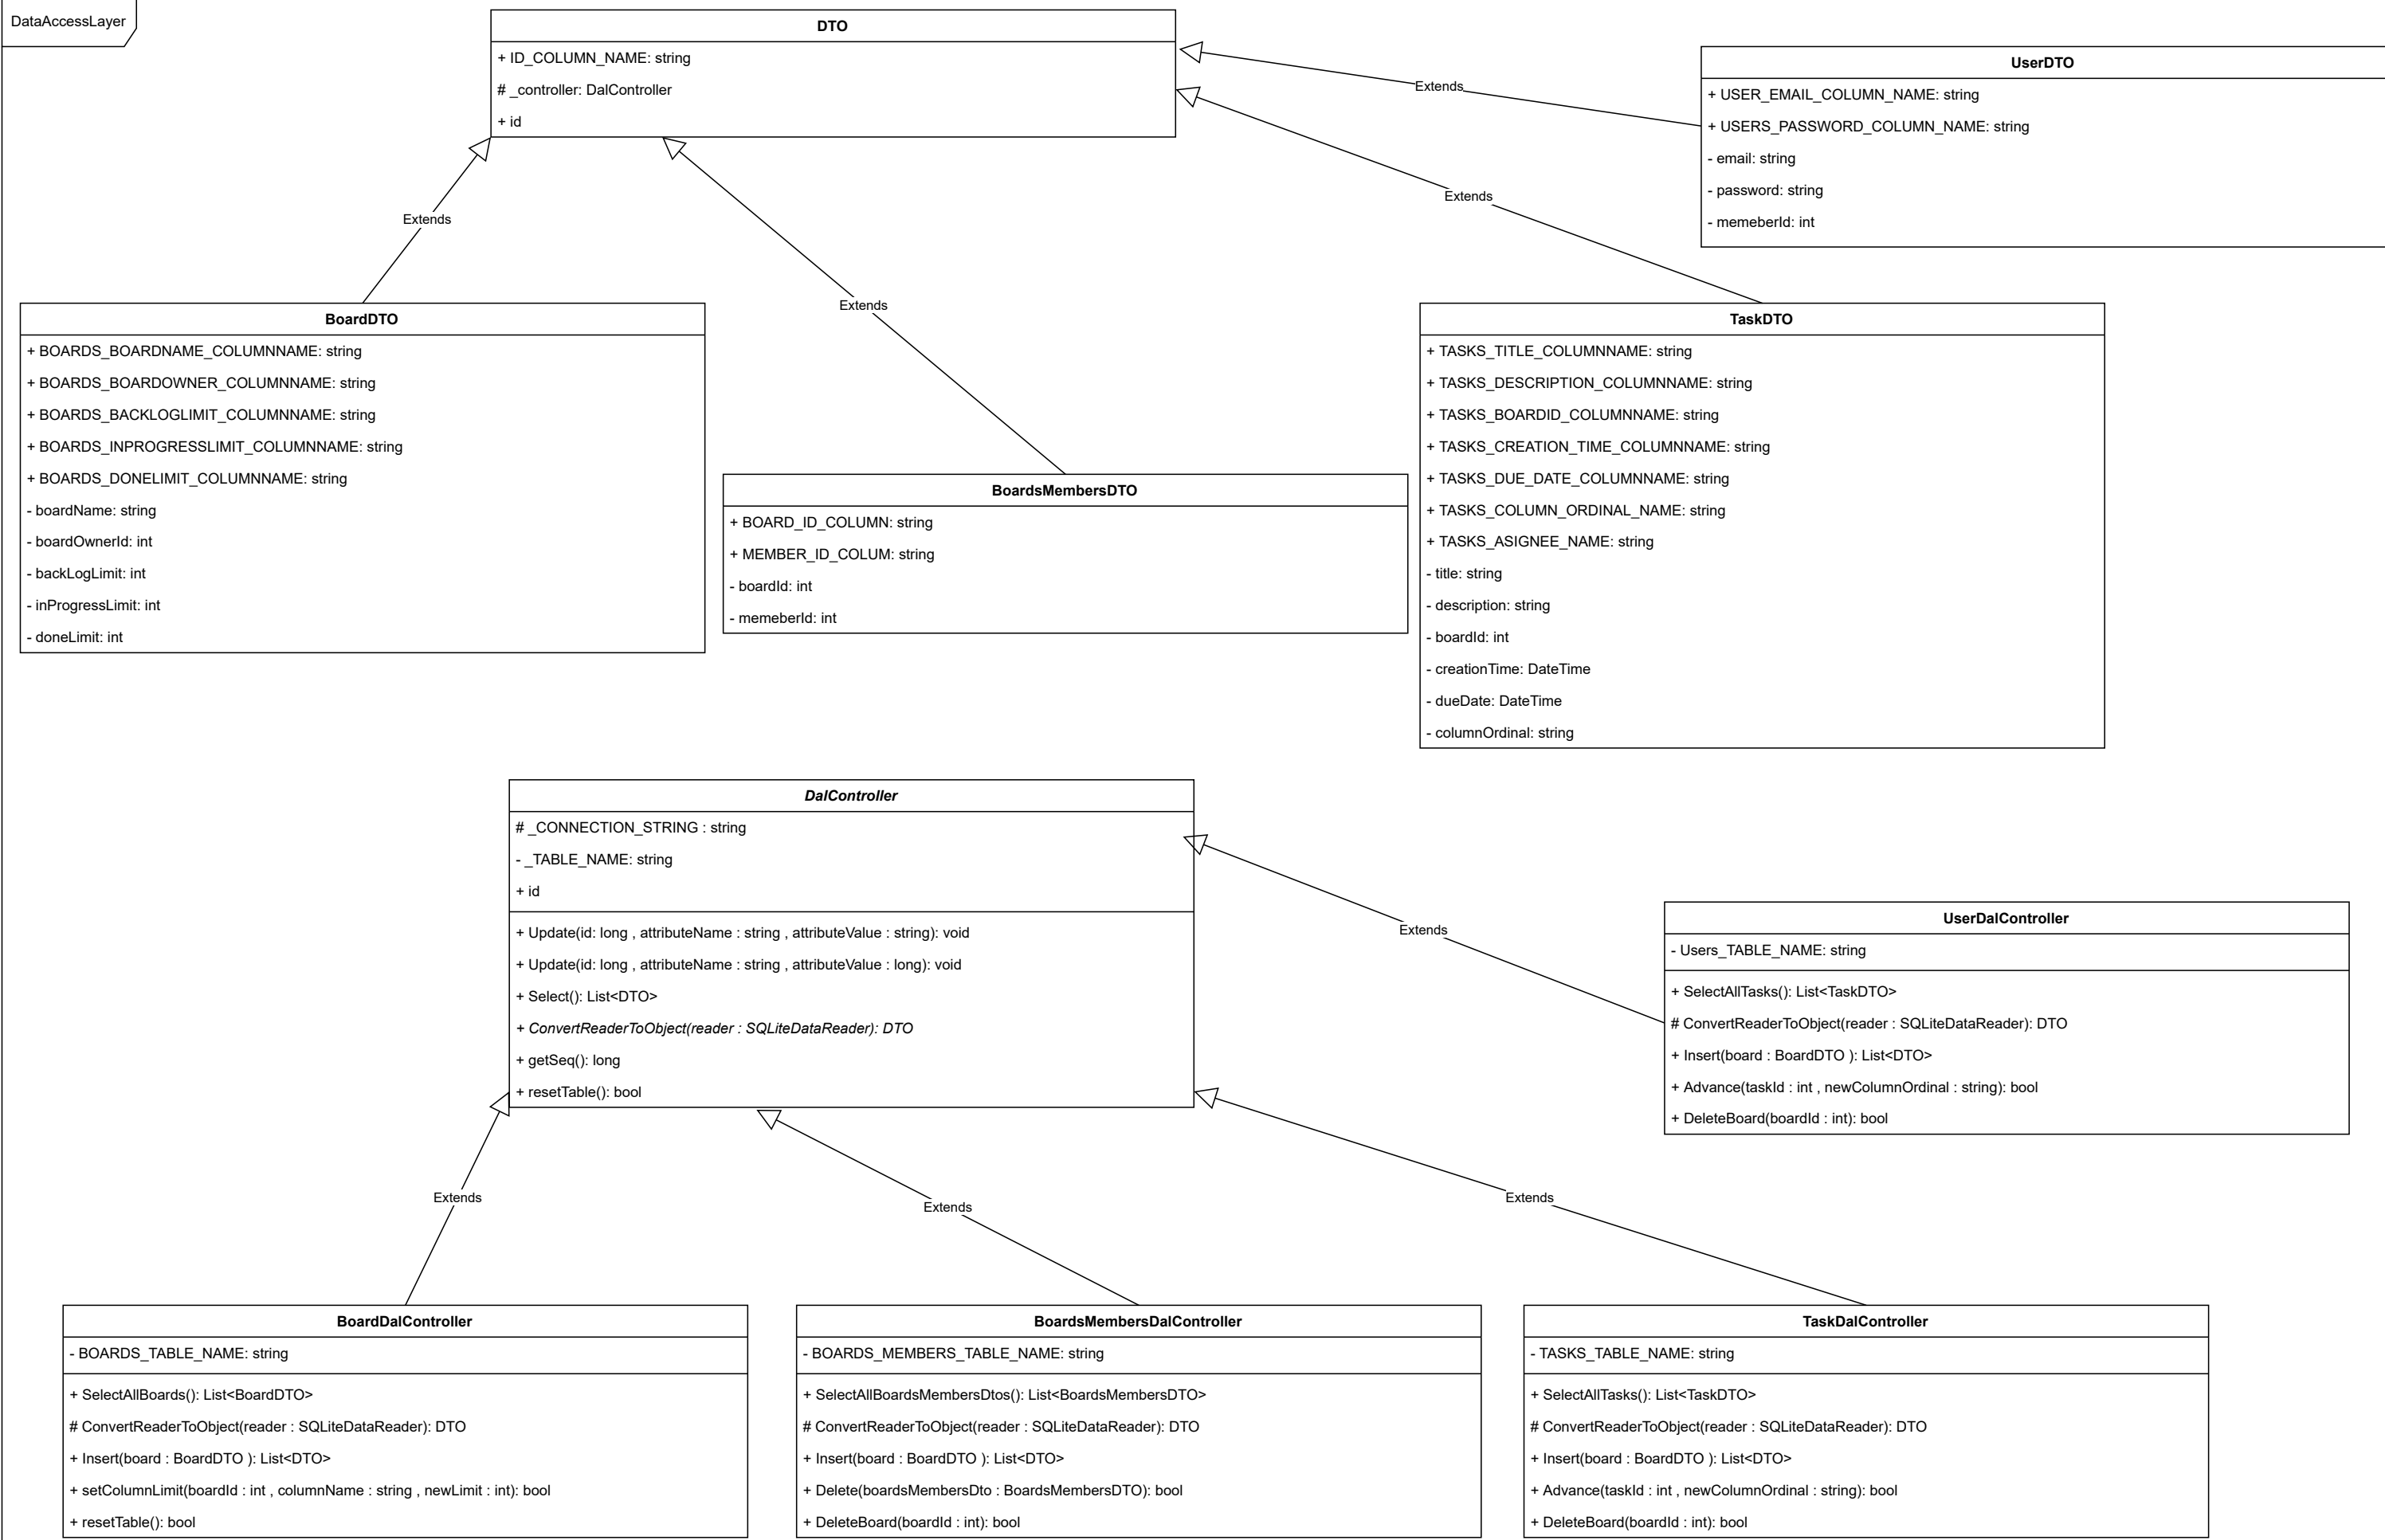 DataAccessLayer
DTO
+ ID_COLUMN_NAME: string
# _controller: DalController
+ id
UserDTO
+ USER_EMAIL_COLUMN_NAME: string
+ USERS_PASSWORD_COLUMN_NAME: string
- email: string
- password: string
- memeberId: int
Extends
Extends
Extends
Extends
BoardDTO
+ BOARDS_BOARDNAME_COLUMNNAME: string
+ BOARDS_BOARDOWNER_COLUMNNAME: string
+ BOARDS_BACKLOGLIMIT_COLUMNNAME: string
+ BOARDS_INPROGRESSLIMIT_COLUMNNAME: string
+ BOARDS_DONELIMIT_COLUMNNAME: string
- boardName: string
- boardOwnerId: int
- backLogLimit: int
- inProgressLimit: int
- doneLimit: int
BoardsMembersDTO
+ BOARD_ID_COLUMN: string
+ MEMBER_ID_COLUM: string
- boardId: int
- memeberId: int
TaskDTO
+ TASKS_TITLE_COLUMNNAME: string
+ TASKS_DESCRIPTION_COLUMNNAME: string
+ TASKS_BOARDID_COLUMNNAME: string
+ TASKS_CREATION_TIME_COLUMNNAME: string
+ TASKS_DUE_DATE_COLUMNNAME: string
+ TASKS_COLUMN_ORDINAL_NAME: string
+ TASKS_ASIGNEE_NAME: string
- title: string
- description: string
- boardId: int
- creationTime: DateTime
- dueDate: DateTime
- columnOrdinal: string
DalController
# _CONNECTION_STRING : string
- _TABLE_NAME: string
+ id
+ Update(id: long , attributeName : string , attributeValue : string): void
+ Update(id: long , attributeName : string , attributeValue : long): void
+ Select(): List<DTO>
+ ConvertReaderToObject(reader : SQLiteDataReader): DTO
+ getSeq(): long
+ resetTable(): bool
Extends
UserDalController
- Users_TABLE_NAME: string
+ SelectAllTasks(): List<TaskDTO>
# ConvertReaderToObject(reader : SQLiteDataReader): DTO
+ Insert(board : BoardDTO ): List<DTO>
+ Advance(taskId : int , newColumnOrdinal : string): bool
+ DeleteBoard(boardId : int): bool
Extends
Extends
Extends
BoardDalController
- BOARDS_TABLE_NAME: string
+ SelectAllBoards(): List<BoardDTO>
# ConvertReaderToObject(reader : SQLiteDataReader): DTO
+ Insert(board : BoardDTO ): List<DTO>
+ setColumnLimit(boardId : int , columnName : string , newLimit : int): bool
+ resetTable(): bool
BoardsMembersDalController
- BOARDS_MEMBERS_TABLE_NAME: string
+ SelectAllBoardsMembersDtos(): List<BoardsMembersDTO>
# ConvertReaderToObject(reader : SQLiteDataReader): DTO
+ Insert(board : BoardDTO ): List<DTO>
+ Delete(boardsMembersDto : BoardsMembersDTO): bool
+ DeleteBoard(boardId : int): bool
TaskDalController
- TASKS_TABLE_NAME: string
+ SelectAllTasks(): List<TaskDTO>
# ConvertReaderToObject(reader : SQLiteDataReader): DTO
+ Insert(board : BoardDTO ): List<DTO>
+ Advance(taskId : int , newColumnOrdinal : string): bool
+ DeleteBoard(boardId : int): bool